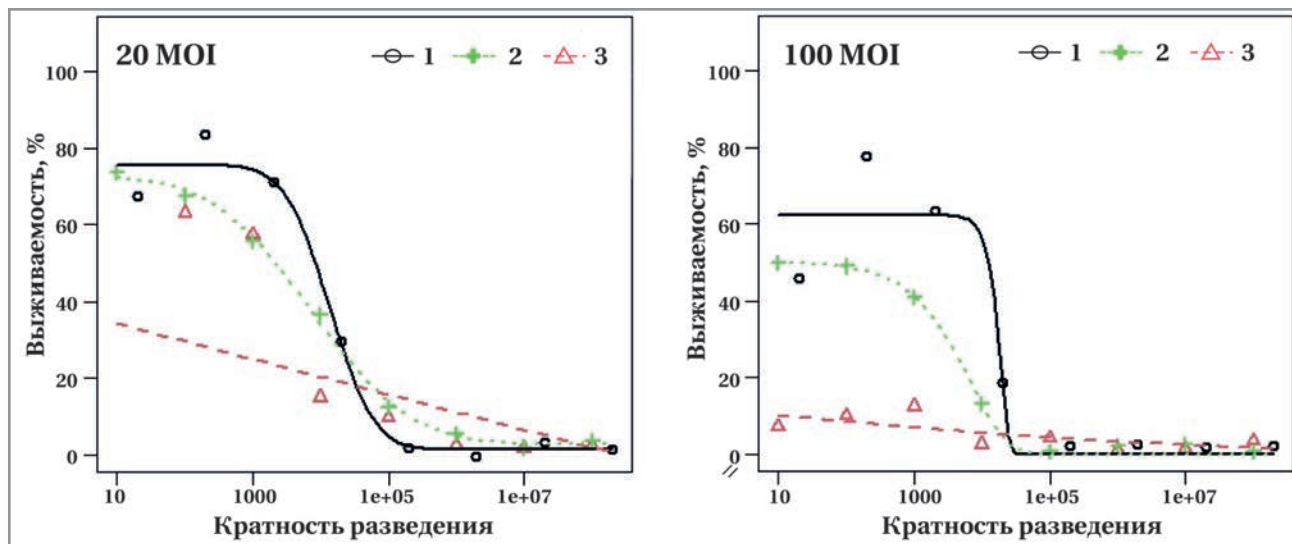 20 MOI 1 2 3
Выживаемость, %
100
80
60
40
20
0
10 1000 1e+05 1e+07
Кратность разведения
100 MOI 1 2 3
Выживаемость, %
100
80
60
40
20
0
10 1000 1e+05 1e+07
Кратность разведения